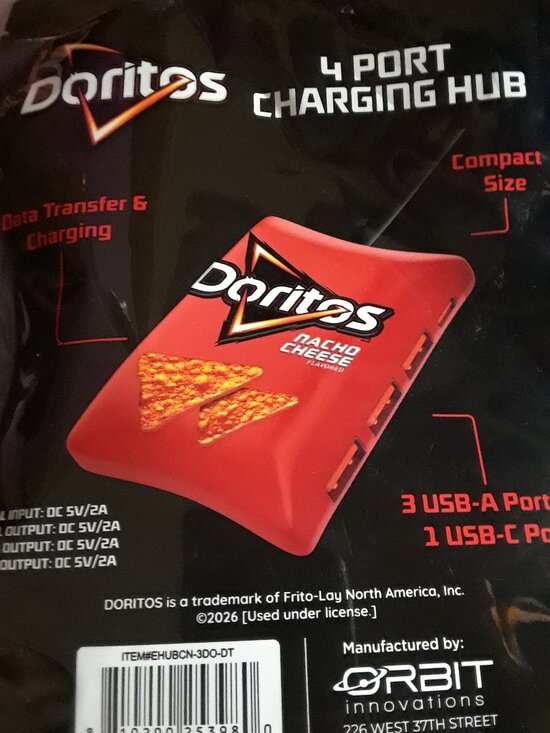 Doritos
4 PORT
CHARGING HUB
Compact
Size
Data Transfer &
Charging
Doritos
NACHO
CHEESE
FLAVORED
INPUT: DC 5V/2A
OUTPUT: DC 5V/2A
OUTPUT: DC 5V/2A
OUTPUT: DC 5V/2A
3 USB-A Port
1 USB-C Po
DORITOS is a trademark of Frito-Lay North America, Inc.
©2026 [Used under license.]
ITEM#EHUBCN-3DO-DT
10200 25398 0
Manufactured by:
ORBIT
innovations
226 WEST 37TH STREET